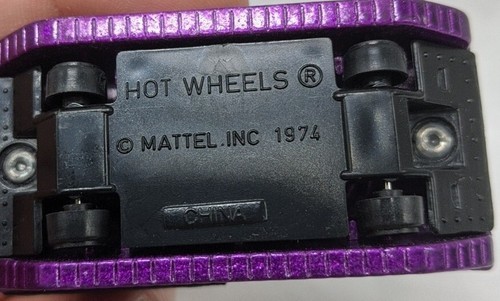 HOT WHEELS ®
© MATTEL.INC 1974
CHINA